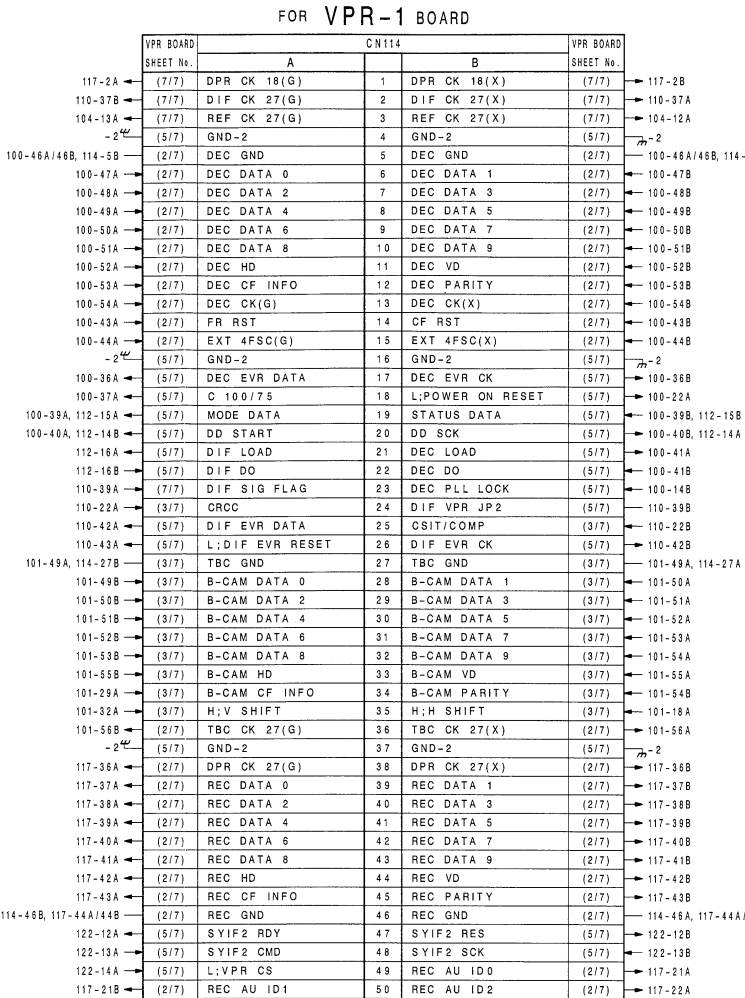 FOR VPR-1 BOARD
VPR BOARD CN114 VPR BOARD
SHEET No. A B SHEET No.
117-2A (7/7) DPR CK 18(G) 1 DPR CK 18(X) (7/7) 117-2B
110-37B (7/7) DIF CK 27(G) 2 DIF CK 27(X) (7/7) 110-37A
104-13A (7/7) REF CK 27(G) 3 REF CK 27(X) (7/7) 104-12A
-2 (5/7) GND-2 4 GND-2 (5/7) -2
100-46A/46B, 114-5B (2/7) DEC GND 5 DEC GND (2/7) 100-46A/46B, 114-
100-47A (2/7) DEC DATA 0 6 DEC DATA 1 (2/7) 100-47B
100-48A (2/7) DEC DATA 2 7 DEC DATA 3 (2/7) 100-48B
100-49A (2/7) DEC DATA 4 8 DEC DATA 5 (2/7) 100-49B
100-50A (2/7) DEC DATA 6 9 DEC DATA 7 (2/7) 100-50B
100-51A (2/7) DEC DATA 8 10 DEC DATA 9 (2/7) 100-51B
100-52A (2/7) DEC HD 11 DEC VD (2/7) 100-52B
100-53A (2/7) DEC CF INFO 12 DEC PARITY (2/7) 100-53B
100-54A (2/7) DEC CK(G) 13 DEC CK(X) (2/7) 100-54B
100-43A (2/7) FR RST 14 CF RST (2/7) 100-43B
100-44A (2/7) EXT 4FSC(G) 15 EXT 4FSC(X) (2/7) 100-44B
-2 (5/7) GND-2 16 GND-2 (5/7) -2
100-36A (5/7) DEC EVR DATA 17 DEC EVR CK (5/7) 100-36B
100-37A (5/7) C 100/75 18 L;POWER ON RESET (5/7) 100-22A
100-39A, 112-15A (5/7) MODE DATA 19 STATUS DATA (5/7) 100-39B, 112-15B
100-40A, 112-14B (5/7) DD START 20 DD SCK (5/7) 100-40B, 112-14A
112-16A (5/7) DIF LOAD 21 DEC LOAD (5/7) 100-41A
112-16B (5/7) DIF DO 22 DEC DO (5/7) 100-41B
110-39A (7/7) DIF SIG FLAG 23 DEC PLL LOCK (5/7) 100-14B
110-22A (3/7) CRCC 24 DIF VPR JP2 (5/7) 110-39B
110-42A (5/7) DIF EVR DATA 25 CSIT/COMP (3/7) 110-22B
110-43A (5/7) L;DIF EVR RESET 26 DIF EVR CK (5/7) 110-42B
101-49A, 114-27B (3/7) TBC GND 27 TBC GND (3/7) 101-49A, 114-27A
101-49B (3/7) B-CAM DATA 0 28 B-CAM DATA 1 (3/7) 101-50A
101-50B (3/7) B-CAM DATA 2 29 B-CAM DATA 3 (3/7) 101-51A
101-51B (3/7) B-CAM DATA 4 30 B-CAM DATA 5 (3/7) 101-52A
101-52B (3/7) B-CAM DATA 6 31 B-CAM DATA 7 (3/7) 101-53A
101-53B (3/7) B-CAM DATA 8 32 B-CAM DATA 9 (3/7) 101-54A
101-55B (3/7) B-CAM HD 33 B-CAM VD (3/7) 101-55A
101-29A (3/7) B-CAM CF INFO 34 B-CAM PARITY (3/7) 101-54B
101-32A (3/7) H;V SHIFT 35 H;H SHIFT (3/7) 101-18A
101-56B (2/7) TBC CK 27(G) 36 TBC CK 27(X) (2/7) 101-56A
-2 (5/7) GND-2 37 GND-2 (5/7) -2
117-36A (2/7) DPR CK 27(G) 38 DPR CK 27(X) (2/7) 117-36B
117-37A (2/7) REC DATA 0 39 REC DATA 1 (2/7) 117-37B
117-38A (2/7) REC DATA 2 40 REC DATA 3 (2/7) 117-38B
117-39A (2/7) REC DATA 4 41 REC DATA 5 (2/7) 117-39B
117-40A (2/7) REC DATA 6 42 REC DATA 7 (2/7) 117-40B
117-41A (2/7) REC DATA 8 43 REC DATA 9 (2/7) 117-41B
117-42A (2/7) REC HD 44 REC VD (2/7) 117-42B
117-43A (2/7) REC CF INFO 45 REC PARITY (2/7) 117-43B
114-46B, 117-44A/44B (2/7) REC GND 46 REC GND (2/7) 114-46A, 117-44A/
122-12A (5/7) SYIF2 RDY 47 SYIF2 RES (5/7) 122-12B
122-13A (5/7) SYIF2 CMD 48 SYIF2 SCK (5/7) 122-13B
122-14A (5/7) L;VPR CS 49 REC AU ID0 (2/7) 117-21A
117-21B (2/7) REC AU ID1 50 REC AU ID2 (2/7) 117-22A